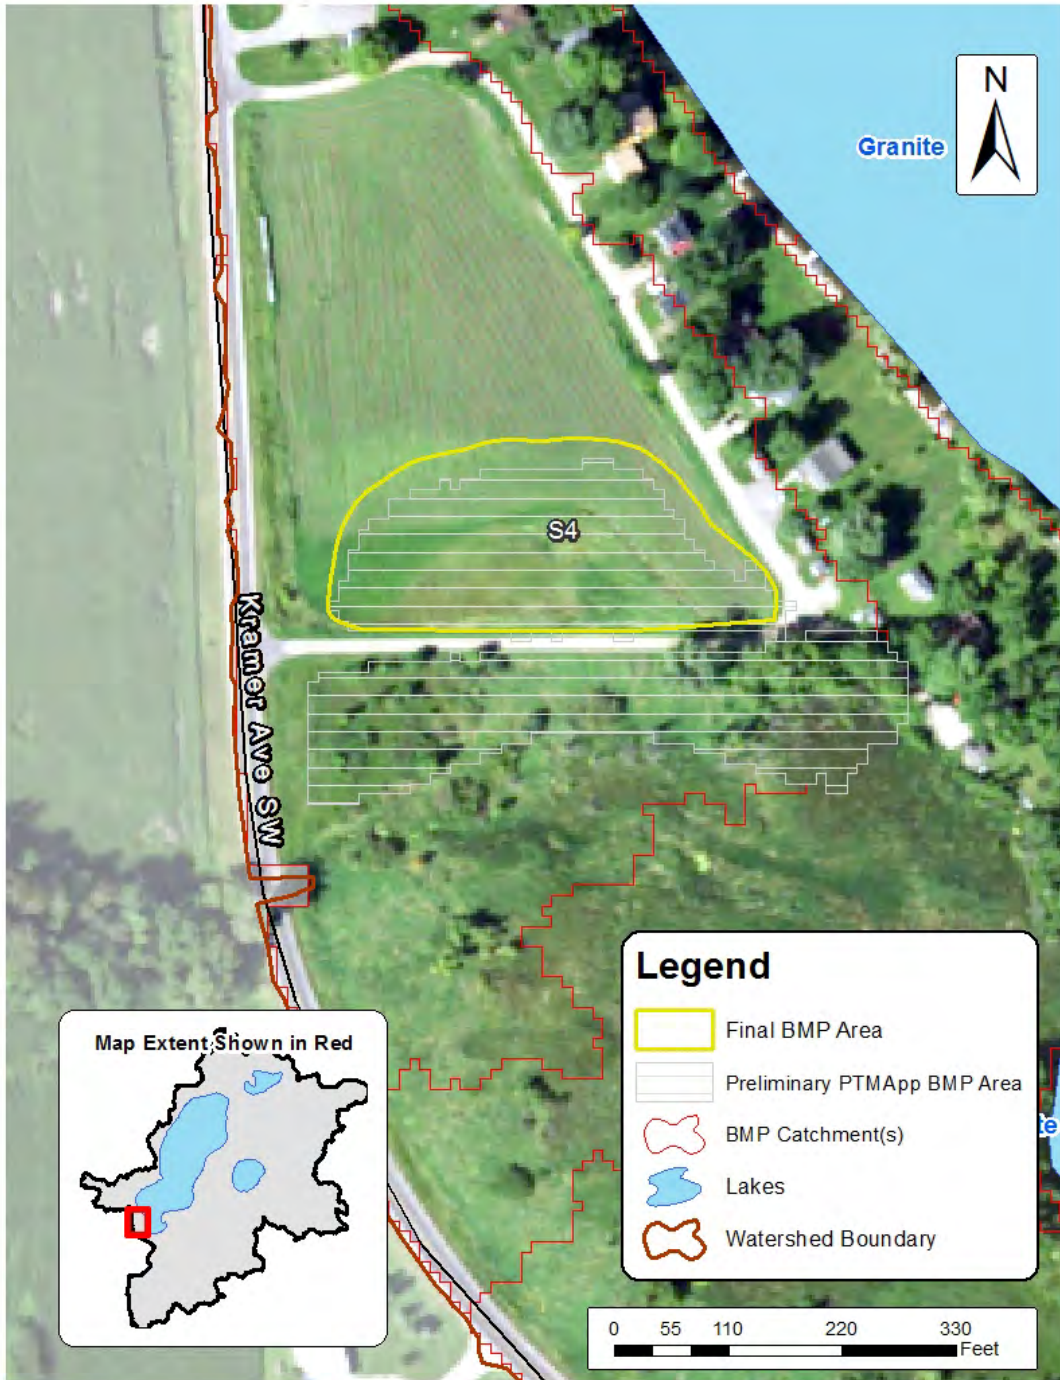 N
Granite
S4
Kramer Ave SW
Legend
Final BMP Area
Preliminary PTMApp BMP Area
BMP Catchment(s)
Lakes
Watershed Boundary
te
Map Extent Shown in Red
0 55 110 220 330
Feet